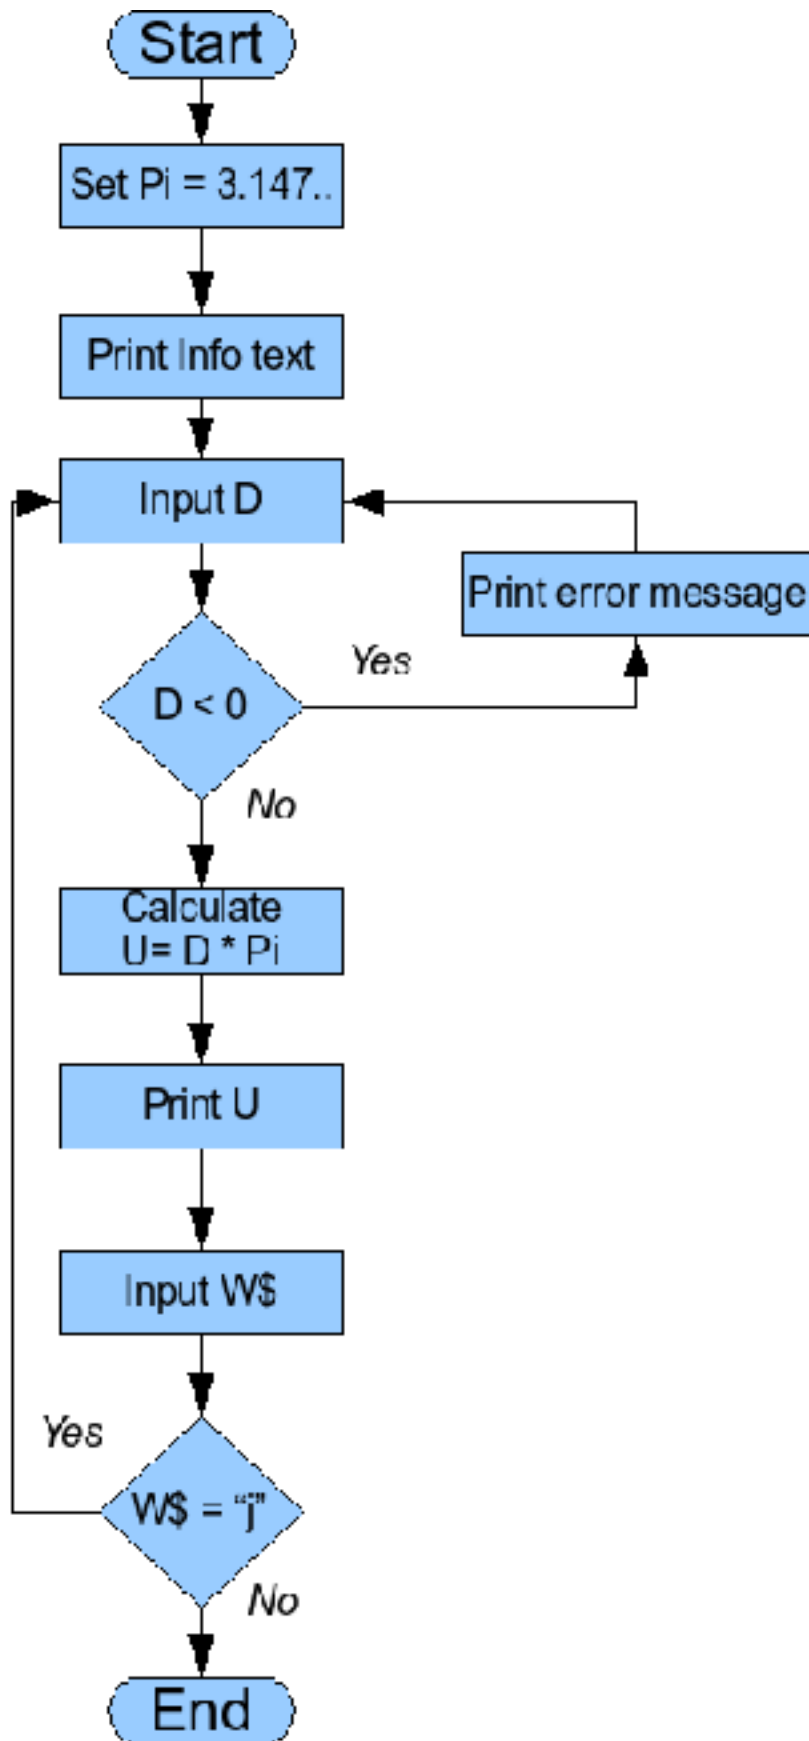 Start
Set Pi = 3.147..
Print Info text
Input D
Print error message
Yes
D < 0
No
Calculate
U= D * Pi
Print U
Input W$
Yes
W$ = “j”
No
End